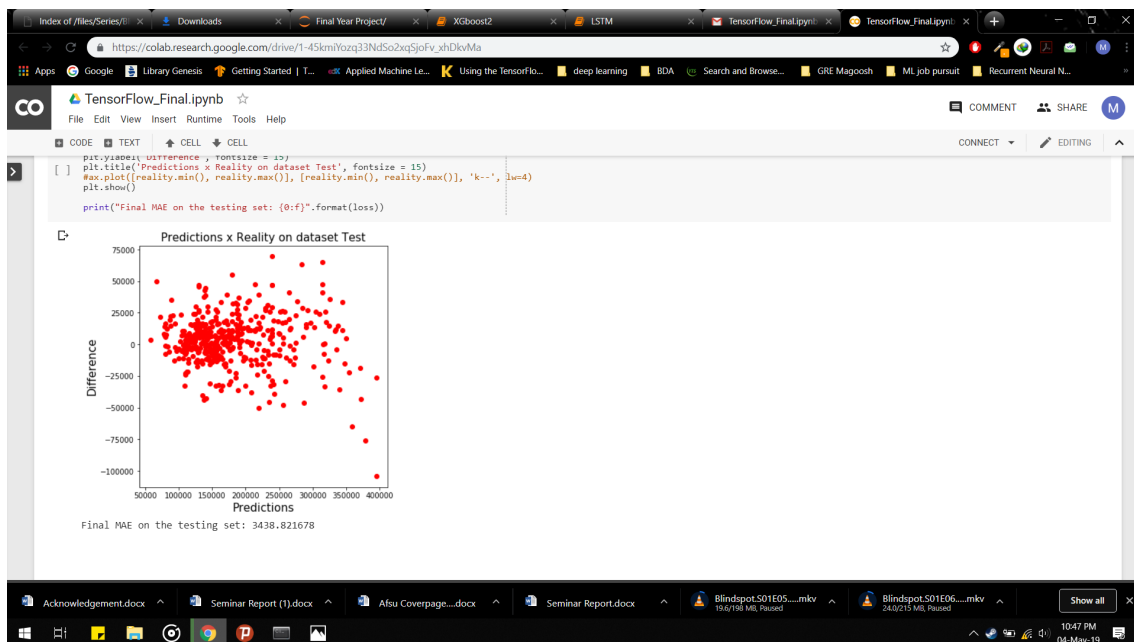 Index of /files/Series/Bl
Downloads
Final Year Project/
XGboost2
LSTM
TensorFlow_Final.ipynb
TensorFlow_Final.ipynb
https://colab.research.google.com/drive/1-45kmiYozq33NdSo2xqSjoFv_xhDkvMa
Apps
Google
Library Genesis
Getting Started | T...
edX Applied Machine Le...
K Using the TensorFlo...
deep learning
BDA
Search and Browse...
GRE Magoosh
ML job pursuit
Recurrent Neural N...
CO
TensorFlow_Final.ipynb
COMMENT
SHARE
M
File Edit View Insert Runtime Tools Help
CODE TEXT CELL CELL
CONNECT
EDITING
plt.ylabel('Difference', fontsize = 15)
[ ] plt.title('Predictions x Reality on dataset Test', fontsize = 15)
#ax.plot([reality.min(), reality.max()], [reality.min(), reality.max()], 'k--', lw=4)
plt.show()
print("Final MAE on the testing set: {0:f}".format(loss))
Predictions x Reality on dataset Test
75000
50000
25000
0
−25000
−50000
−75000
−100000
Difference
50000 100000 150000 200000 250000 300000 350000 400000
Predictions
Final MAE on the testing set: 3438.821678
Acknowledgement.docx
Seminar Report (1).docx
Afsu Coverpage....docx
Seminar Report.docx
Blindspot.S01E05.....mkv
19.6/198 MB, Paused
Blindspot.S01E06.....mkv
24.0/215 MB, Paused
Show all
10:47 PM
04-May-19